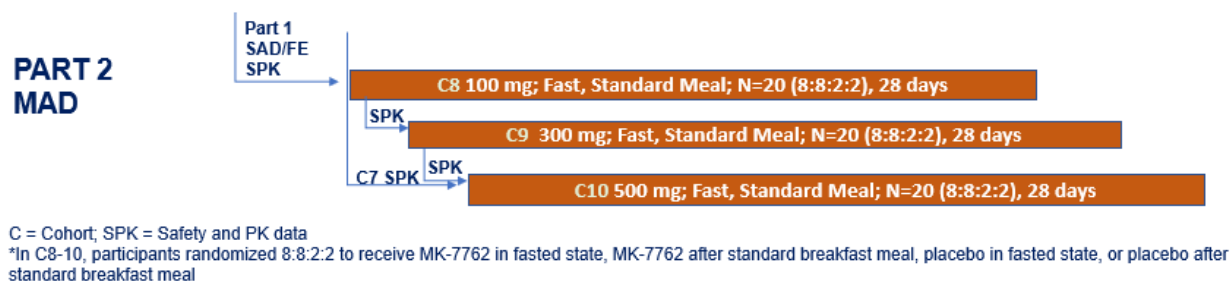 Part 1
SAD/FE
SPK
PART 2
MAD
C8 100 mg; Fast, Standard Meal; N=20 (8:8:2:2), 28 days
SPK
C9 300 mg; Fast, Standard Meal; N=20 (8:8:2:2), 28 days
SPK
C7 SPK
C10 500 mg; Fast, Standard Meal; N=20 (8:8:2:2), 28 days
C = Cohort; SPK = Safety and PK data
*In C8-10, participants randomized 8:8:2:2 to receive MK-7762 in fasted state, MK-7762 after standard breakfast meal, placebo in fasted state, or placebo after
standard breakfast meal